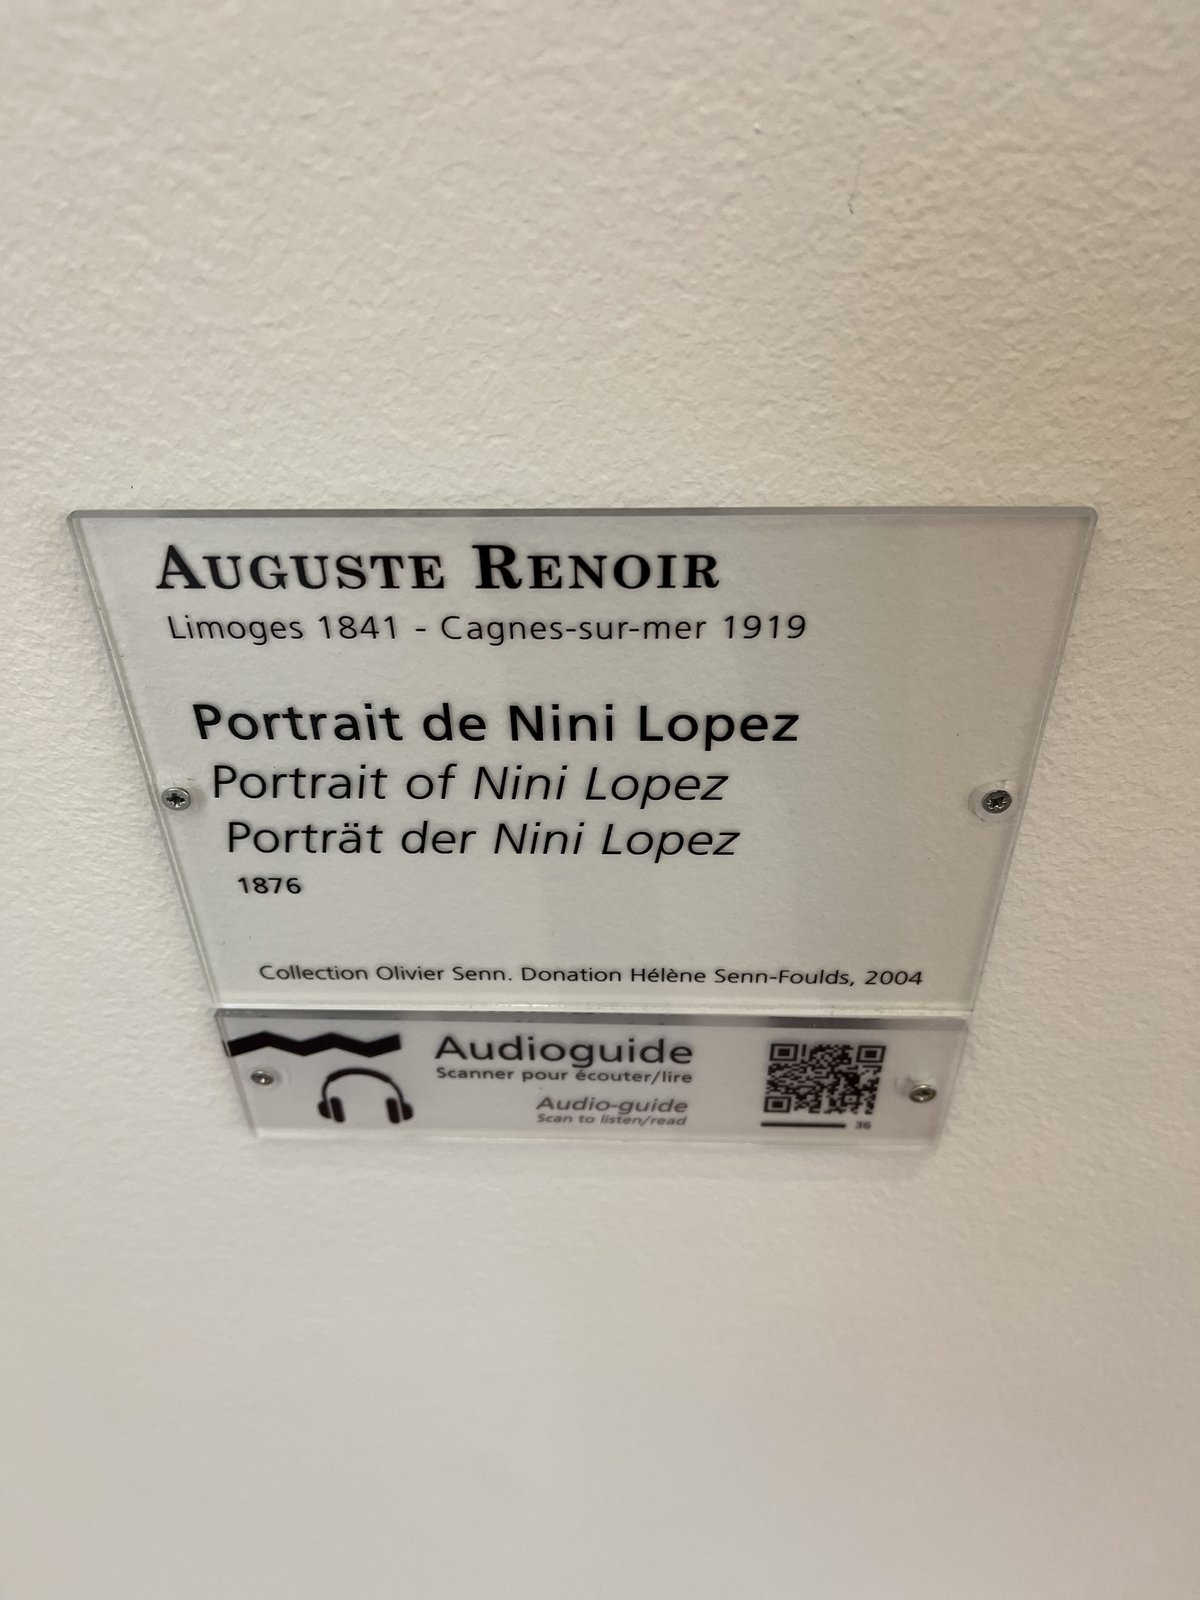 AUGUSTE RENOIR
Limoges 1841 - Cagnes-sur-mer 1919
Portrait de Nini Lopez
Portrait of Nini Lopez
Porträt der Nini Lopez
1876
Collection Olivier Senn. Donation Hélène Senn-Foulds, 2004
Audioguide
Scanner pour écouter/lire
Audio-guide
Scan to listen/read
36